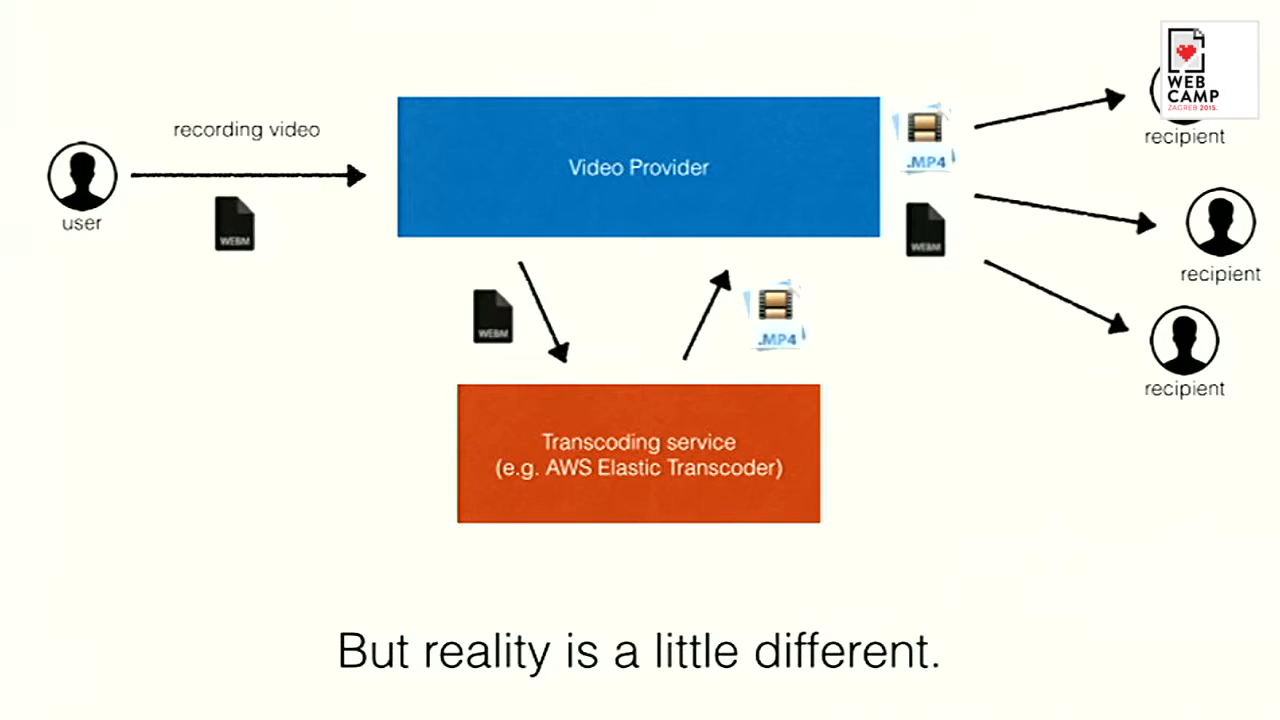 WEB
CAMP
ZAGREB 2015.
recording video
user
WEBM
Video Provider
.MP4
WEBM
recipient
recipient
recipient
WEBM
.MP4
Transcoding service
(e.g. AWS Elastic Transcoder)
But reality is a little different.